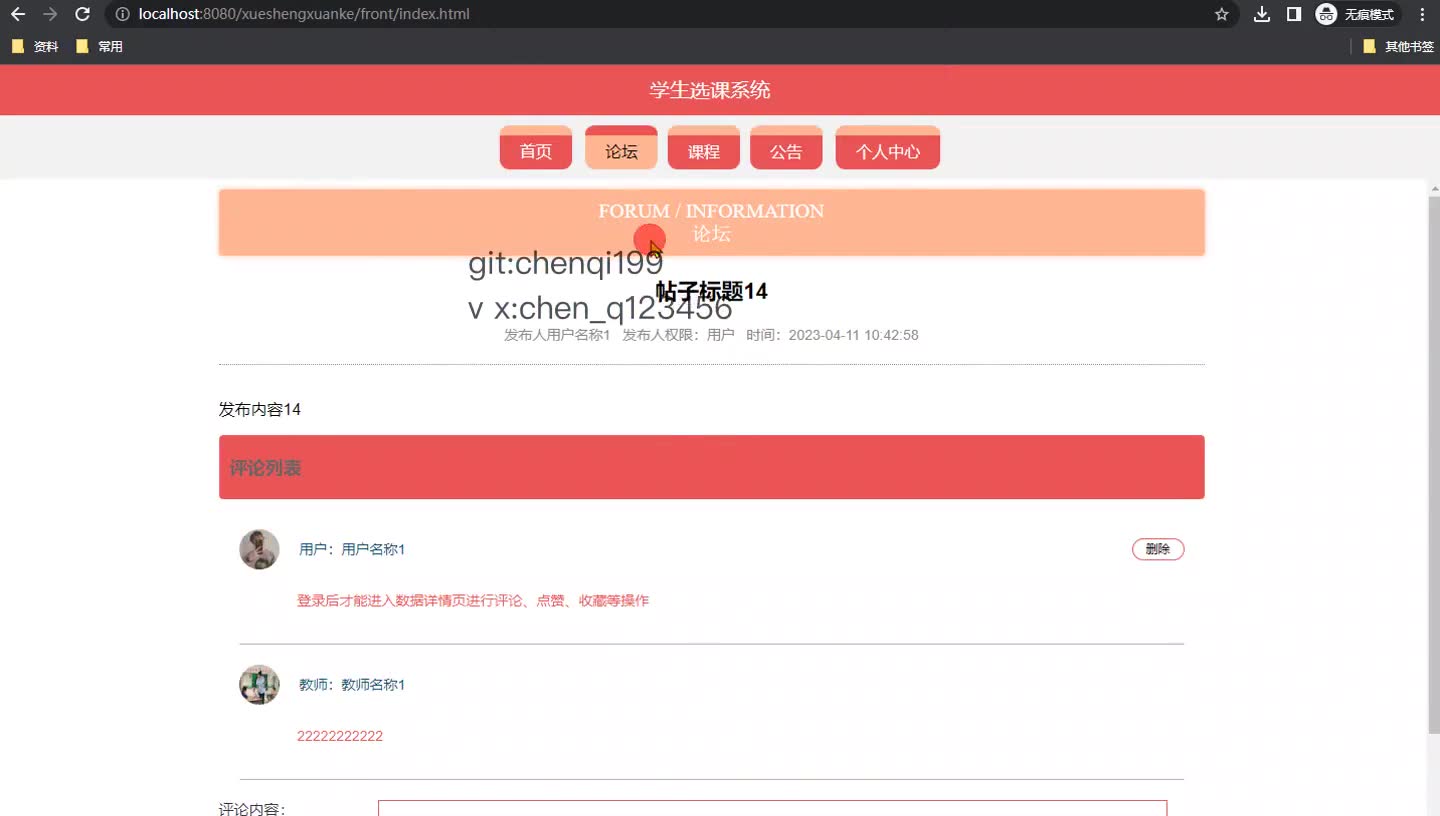 localhost:8080/xueshengxuanke/front/index.html
无痕模式
资料 常用 其他书签
学生选课系统
首页 论坛 课程 公告 个人中心
FORUM / INFORMATION
论坛
git:chenqi199
帖子标题14
v x:chen_q123456
发布人用户名称1 发布人权限：用户 时间：2023-04-11 10:42:58
发布内容14
评论列表
用户：用户名称1 删除
登录后才能进入数据详情页进行评论、点赞、收藏等操作
教师：教师名称1
22222222222
评论内容：